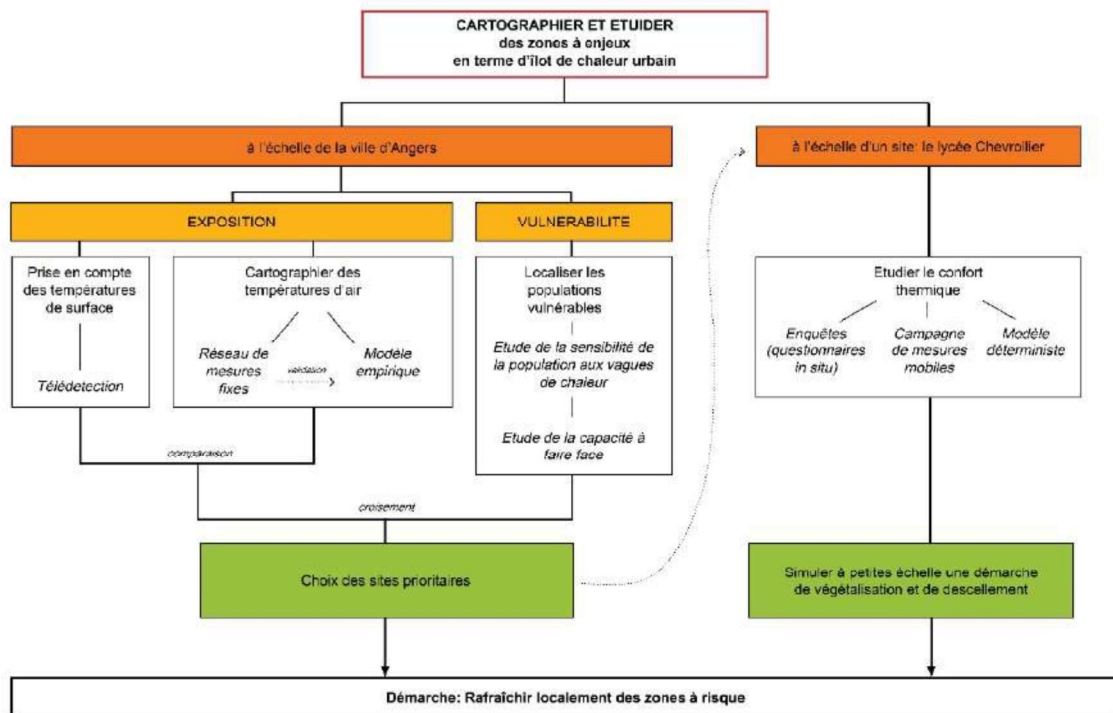 CARTOGRAPHIER ET ETUIDER
des zones à enjeux
en terme d'îlot de chaleur urbain
à l'échelle de la ville d'Angers
à l'échelle d'un site: le lycée Chevrollier
EXPOSITION
VULNERABILITE
Prise en compte
des températures
de surface
Télédetection
Cartographier des
températures d'air
Réseau de
mesures
fixes
validation
Modèle
empirique
Localiser les
populations
vulnérables
Etude de la sensibilité de
la population aux vagues
de chaleur
Etude de la capacité à
faire face
Etudier le confort
thermique
Enquêtes
(questionnaires
in situ)
Campagne
de mesures
mobiles
Modèle
déterministe
comparaison
croisement
Choix des sites prioritaires
Simuler à petites échelle une démarche
de végétalisation et de descellement
Démarche: Rafraîchir localement des zones à risque